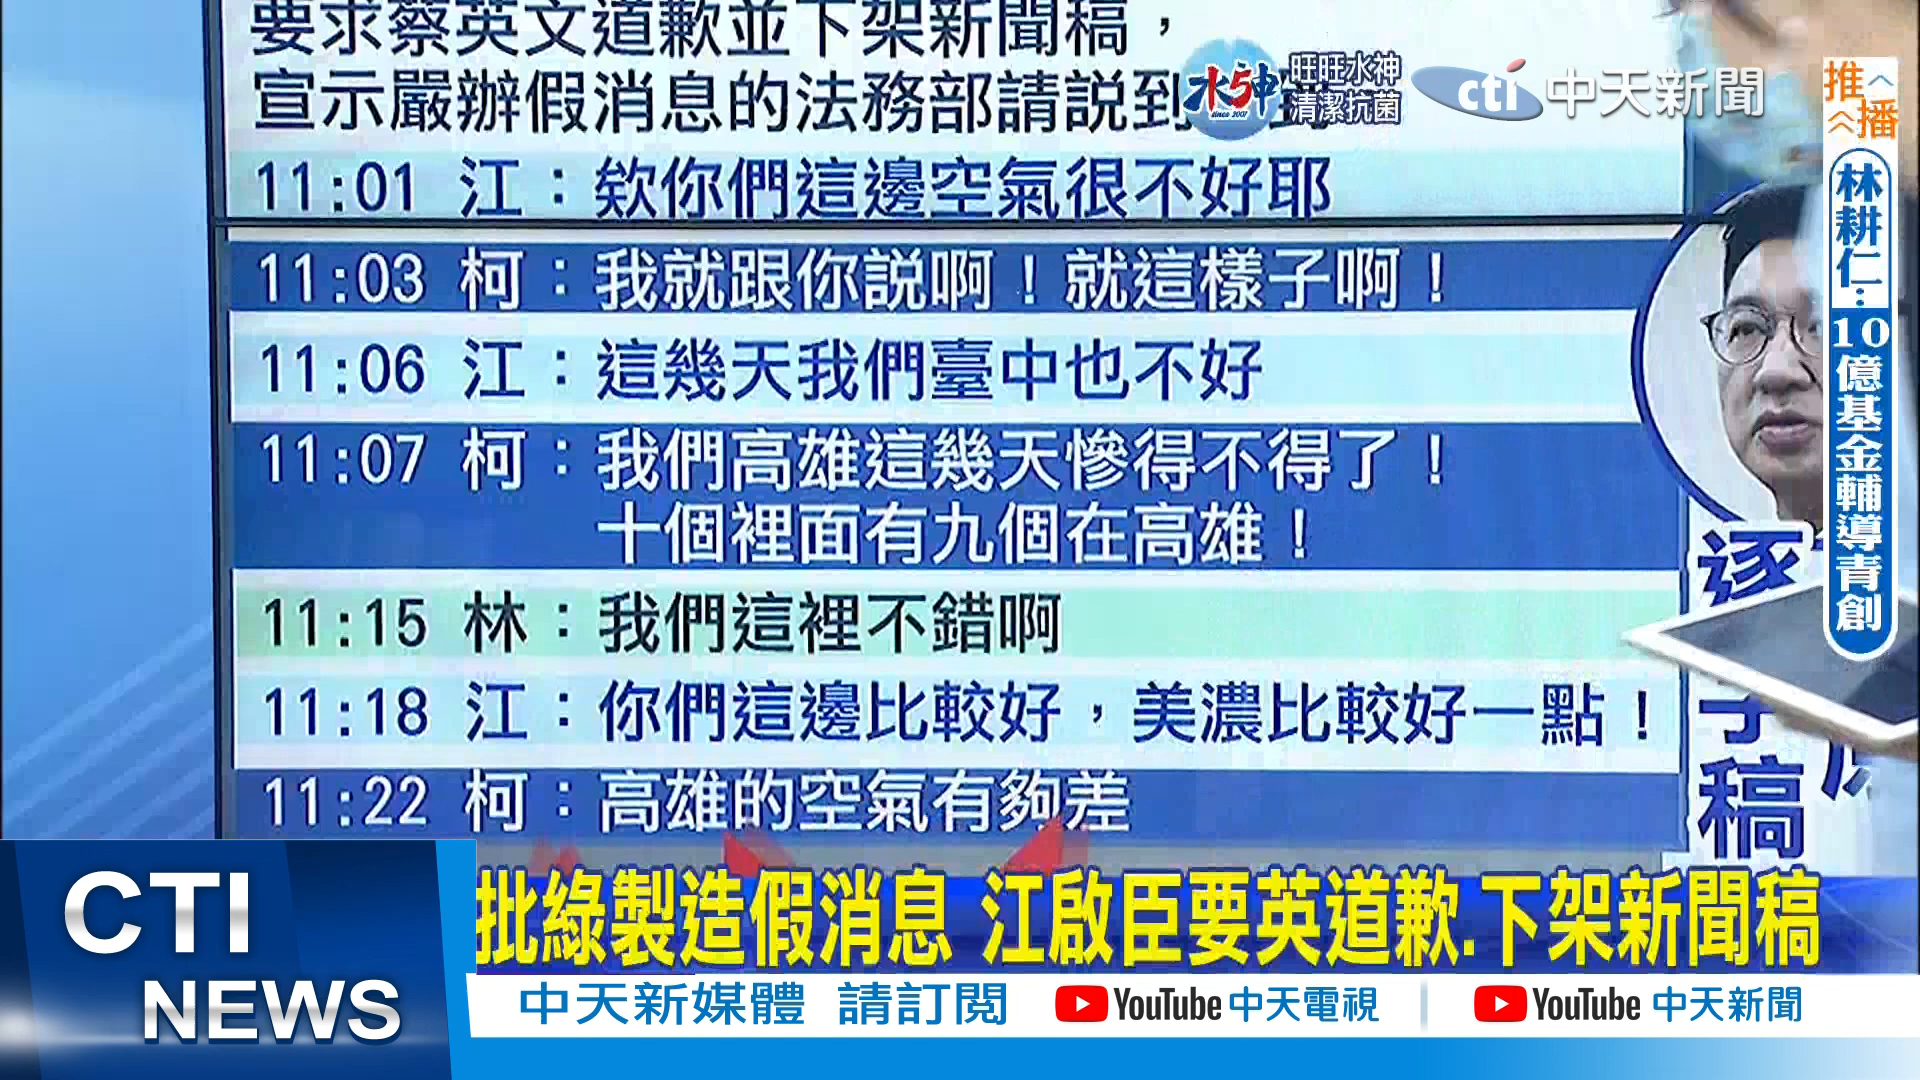 要求蔡英文道歉並下架新聞稿，
宣示嚴辦假消息的法務部請説到
11:01 江：欸你們這邊空氣很不好耶
11:03 柯：我就跟你説啊！就這樣子啊！
11:06 江：這幾天我們臺中也不好
11:07 柯：我們高雄這幾天慘得不得了！
十個裡面有九個在高雄！
11:15 林：我們這裡不錯啊
11:18 江：你們這邊比較好，美濃比較好一點！
11:22 柯：高雄的空氣有夠差
水神
since 2007
旺旺水神
清潔抗菌
cti 中天新聞
推播
林耕仁：10億基金輔導青創
逐
子
稿
CTI
NEWS
批綠製造假消息 江啟臣要英道歉.下架新聞稿
中天新媒體 請訂閱 YouTube 中天電視 YouTube 中天新聞